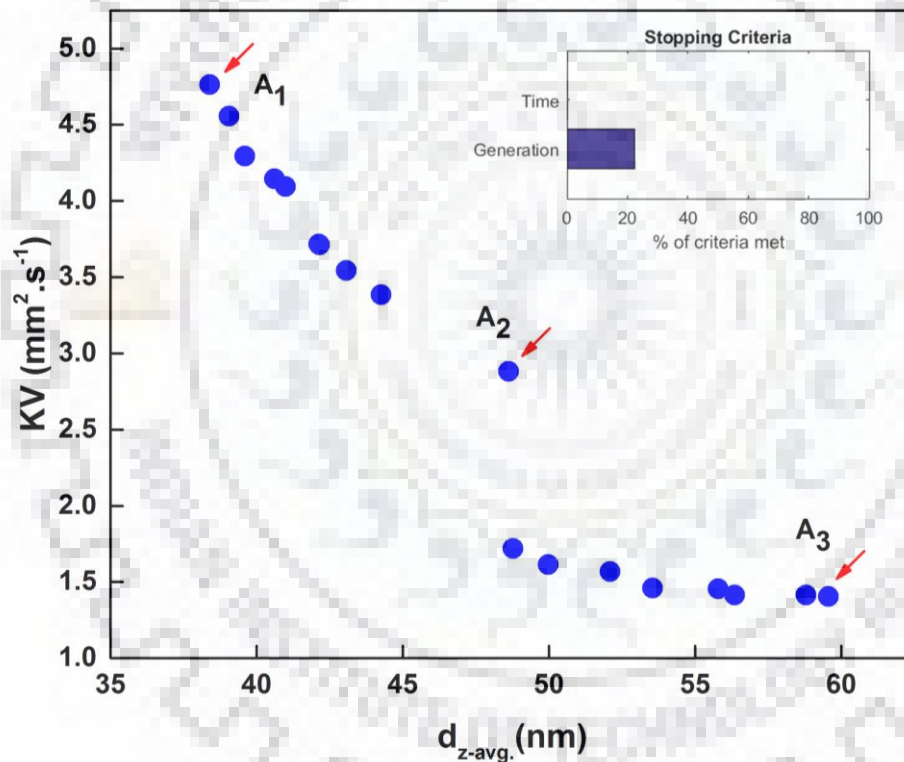 Stopping Criteria
Time
Generation
0 20 40 60 80 100
% of criteria met
A1
A2
A3
KV (mm².s⁻¹)
5.0
4.5
4.0
3.5
3.0
2.5
2.0
1.5
1.0
35 40 45 50 55 60
dz-avg.(nm)